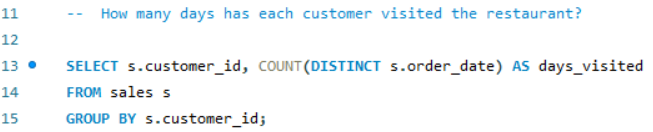 11 -- How many days has each customer visited the restaurant?
12
13 SELECT s.customer_id, COUNT(DISTINCT s.order_date) AS days_visited
14 FROM sales s
15 GROUP BY s.customer_id;